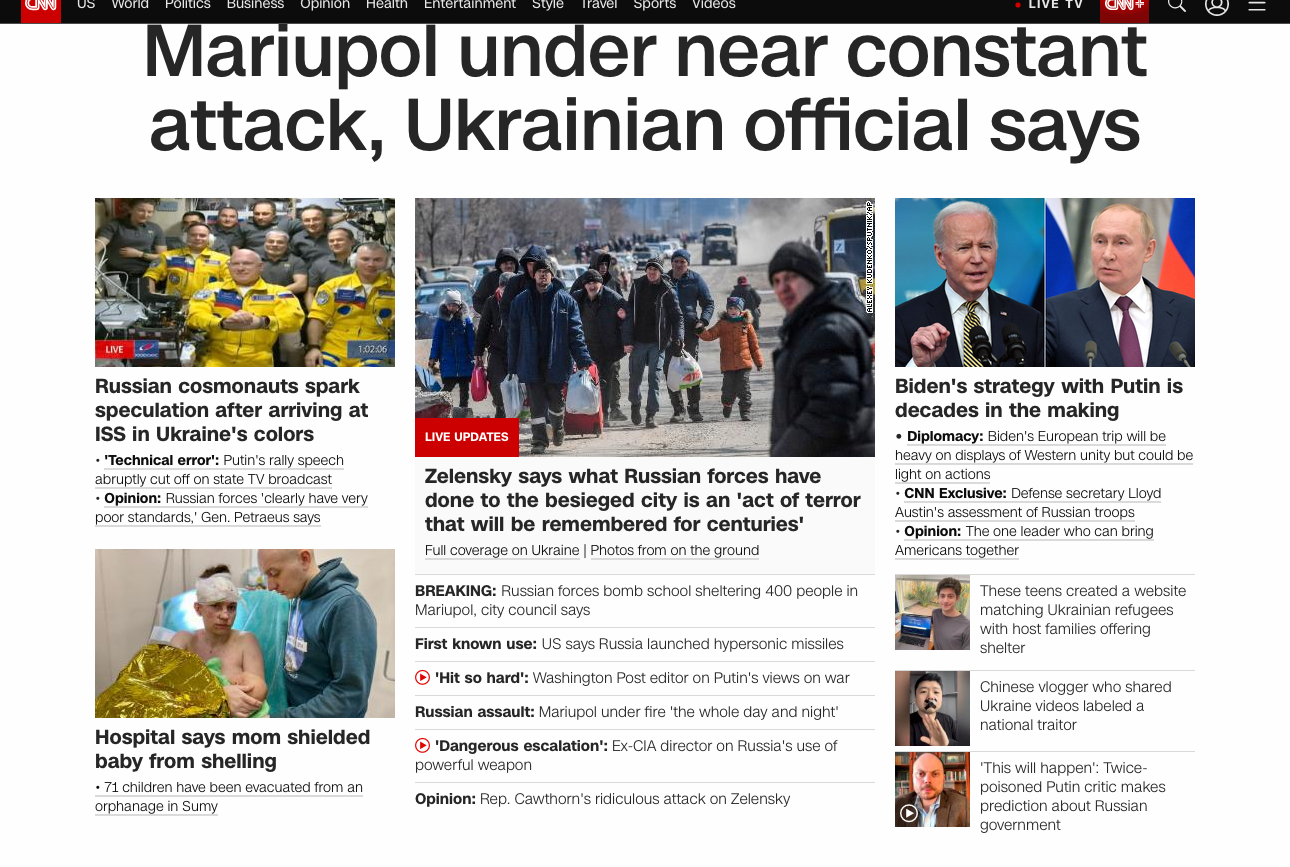 CNN US World Politics Business Opinion Health Entertainment Style Travel Sports Videos LIVE TV CNN+
Mariupol under near constant
attack, Ukrainian official says
LIVE
1:02:06
Russian cosmonauts spark
speculation after arriving at
ISS in Ukraine's colors
• 'Technical error': Putin's rally speech
abruptly cut off on state TV broadcast
• Opinion: Russian forces 'clearly have very
poor standards,' Gen. Petraeus says
Hospital says mom shielded
baby from shelling
• 71 children have been evacuated from an
orphanage in Sumy
ALEXEY KUDENKO/SPUTNIK/AP
Z
LIVE UPDATES
Zelensky says what Russian forces have
done to the besieged city is an 'act of terror
that will be remembered for centuries'
Full coverage on Ukraine | Photos from on the ground
BREAKING: Russian forces bomb school sheltering 400 people in
Mariupol, city council says
First known use: US says Russia launched hypersonic missiles
'Hit so hard': Washington Post editor on Putin's views on war
Russian assault: Mariupol under fire 'the whole day and night'
'Dangerous escalation': Ex-CIA director on Russia's use of
powerful weapon
Opinion: Rep. Cawthorn's ridiculous attack on Zelensky
Biden's strategy with Putin is
decades in the making
• Diplomacy: Biden's European trip will be
heavy on displays of Western unity but could be
light on actions
• CNN Exclusive: Defense secretary Lloyd
Austin's assessment of Russian troops
• Opinion: The one leader who can bring
Americans together
These teens created a website
matching Ukrainian refugees
with host families offering
shelter
Chinese vlogger who shared
Ukraine videos labeled a
national traitor
'This will happen': Twice-
poisoned Putin critic makes
prediction about Russian
government